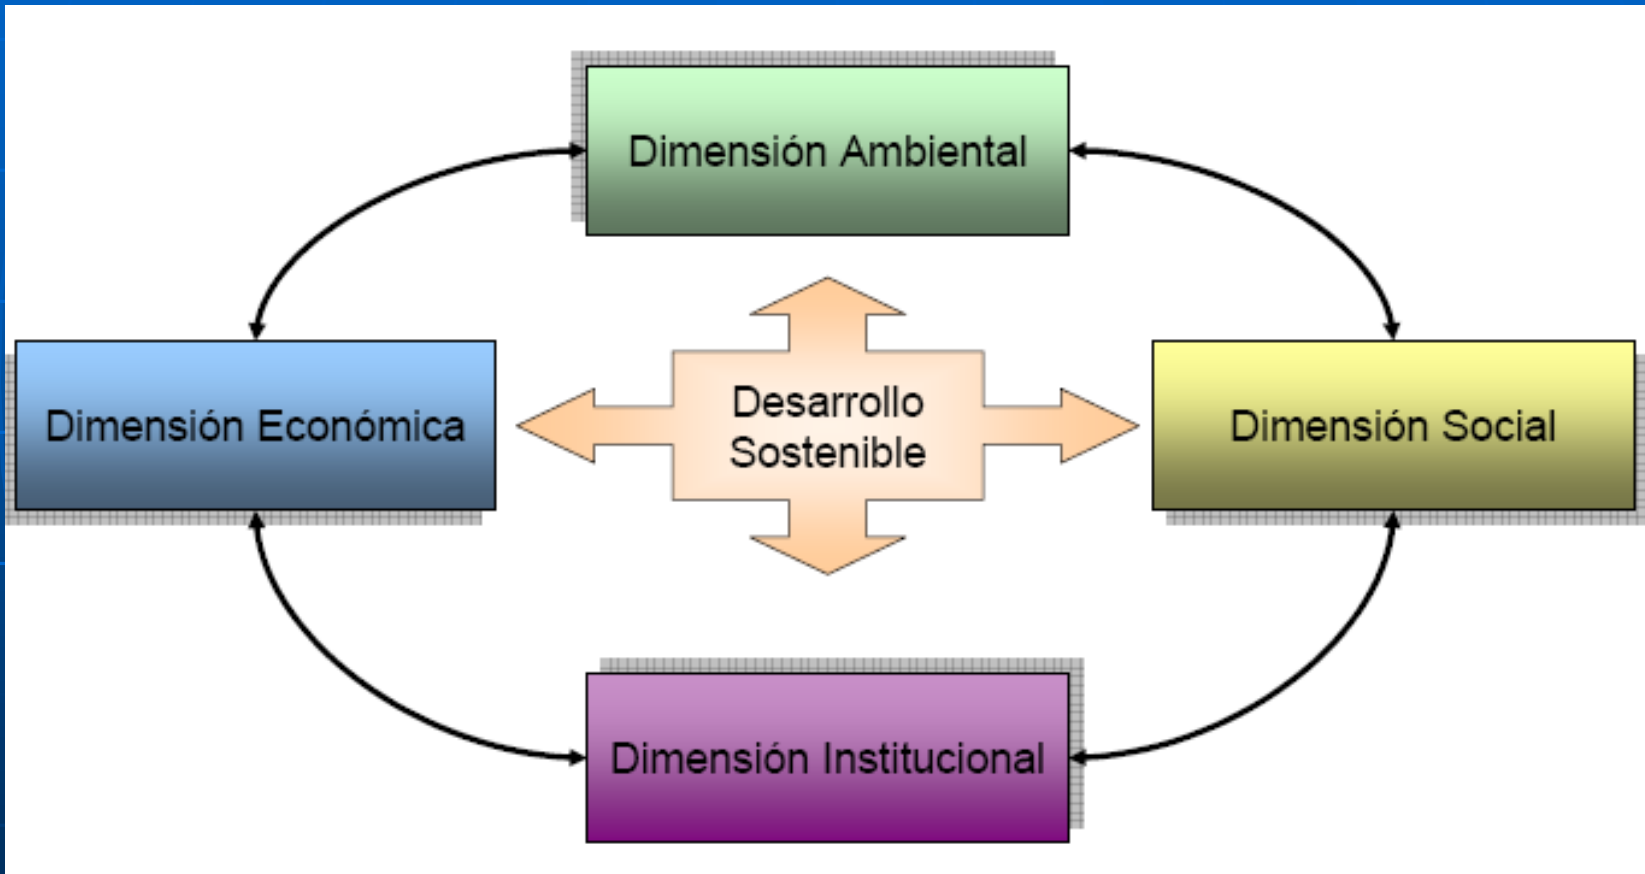 Dimensión Ambiental
Dimensión Económica
Desarrollo
Sostenible
Dimensión Social
Dimensión Institucional